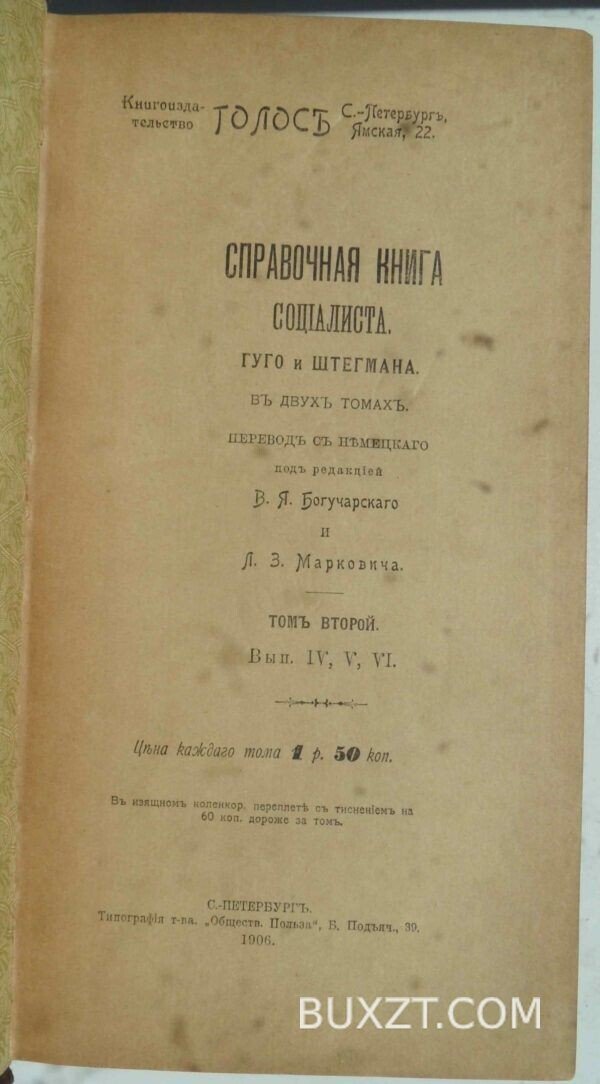 Книгоизда-
тельство
ГОЛОСЪ
С.-Петербургъ,
Ямская, 22.
СПРАВОЧНАЯ КНИГА
СОЦІАЛИСТА.
ГУГО и ШТЕГМАНА.
ВЪ ДВУХЪ ТОМАХЪ.
ПЕРЕВОДЪ СЪ НѢМЕЦКАГО
подъ редакціей
В. Я. Богучарскаго
И
Л. З. Марковича.
ТОМЪ ВТОРОЙ.
Вып. IV, V, VI.
Цѣна каждаго тома 1 р. 50 коп.
Въ изящномъ коленкор. переплетѣ съ тисненіемъ на
60 коп. дороже за томъ.
С.-ПЕТЕРБУРГЪ.
Типографія т-ва. „Обществ. Польза“, Б. Подъяч., 39.
1906.
BUXZT.COM